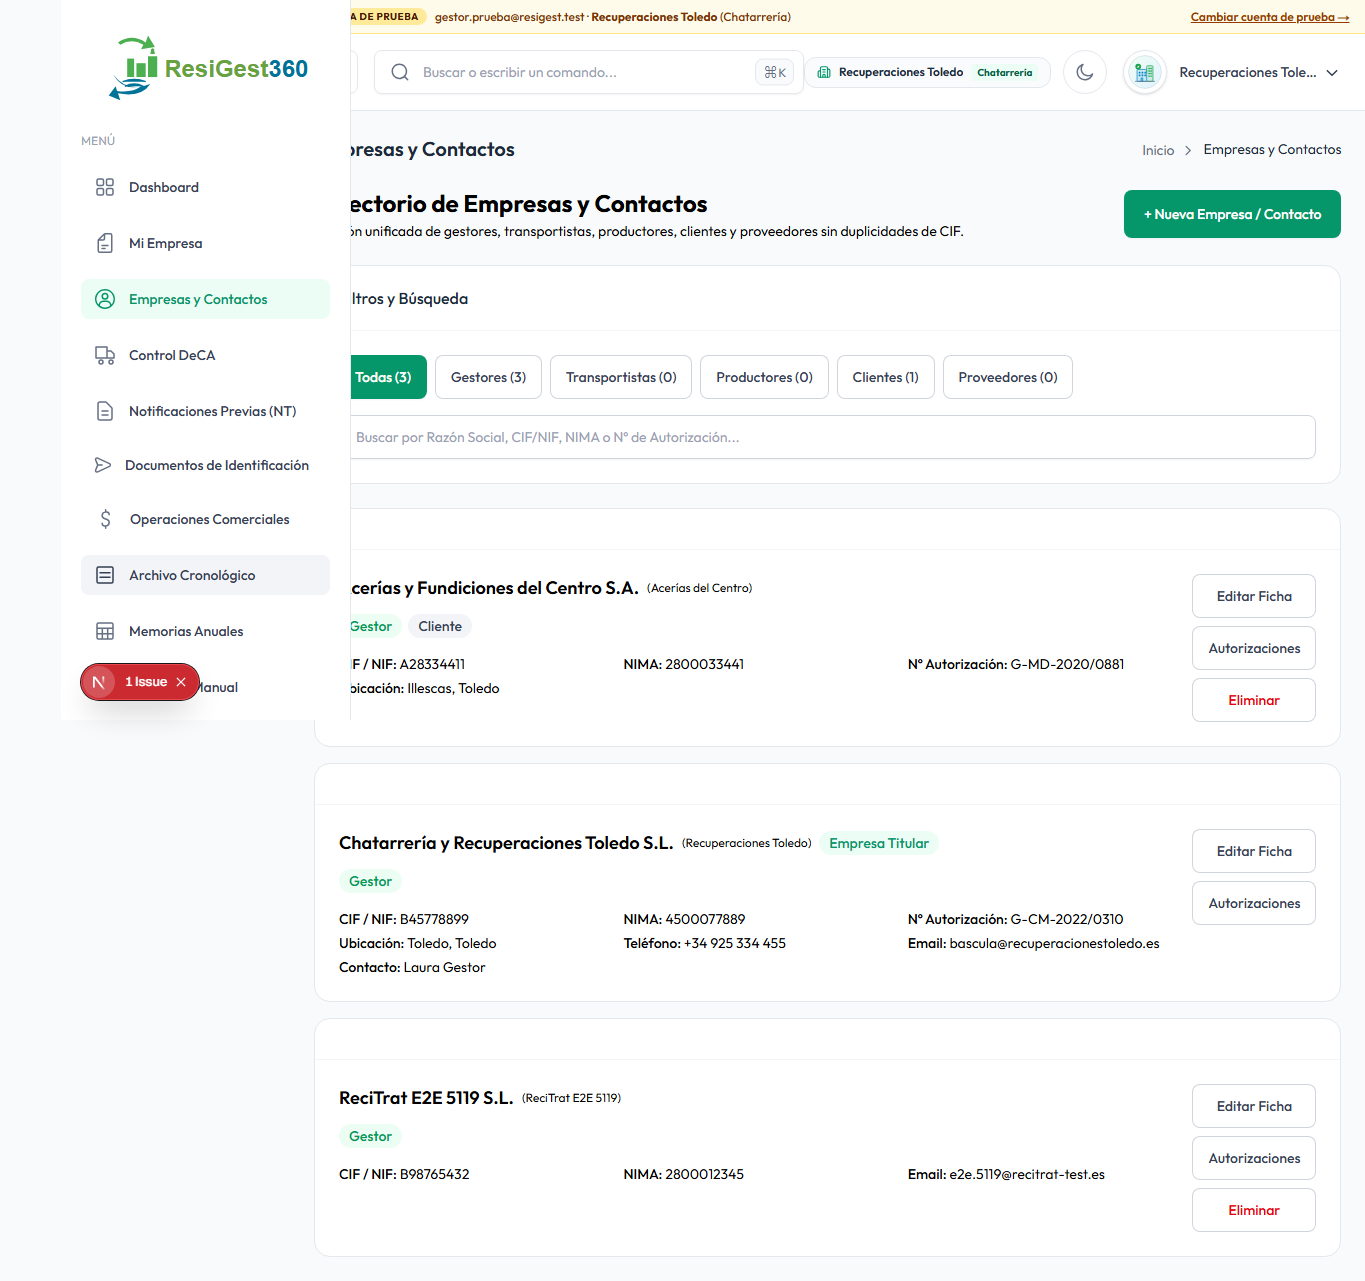 A DE PRUEBA gestor.prueba@resigest.test · Recuperaciones Toledo (Chatarrería) Cambiar cuenta de prueba →
ResiGest360
Buscar o escribir un comando... ⌘K Recuperaciones Toledo Chatarrería Recuperaciones Tole...
MENÚ
Dashboard
Mi Empresa
Empresas y Contactos
Control DeCA
Notificaciones Previas (NT)
Documentos de Identificación
Operaciones Comerciales
Archivo Cronológico
Memorias Anuales
Manual
N 1 Issue ×
presas y Contactos Inicio > Empresas y Contactos
ectorio de Empresas y Contactos
ón unificada de gestores, transportistas, productores, clientes y proveedores sin duplicidades de CIF.
+ Nueva Empresa / Contacto
ltros y Búsqueda
Todas (3) Gestores (3) Transportistas (0) Productores (0) Clientes (1) Proveedores (0)
Buscar por Razón Social, CIF/NIF, NIMA o Nº de Autorización...
cerías y Fundiciones del Centro S.A. (Acerías del Centro)
Gestor Cliente
IF / NIF: A28334411 NIMA: 2800033441 Nº Autorización: G-MD-2020/0881
bicación: Illescas, Toledo
Editar Ficha
Autorizaciones
Eliminar
Chatarrería y Recuperaciones Toledo S.L. (Recuperaciones Toledo) Empresa Titular
Gestor
CIF / NIF: B45778899 NIMA: 4500077889 Nº Autorización: G-CM-2022/0310
Ubicación: Toledo, Toledo Teléfono: +34 925 334 455 Email: bascula@recuperacionestoledo.es
Contacto: Laura Gestor
Editar Ficha
Autorizaciones
ReciTrat E2E 5119 S.L. (ReciTrat E2E 5119)
Gestor
CIF / NIF: B98765432 NIMA: 2800012345 Email: e2e.5119@recitrat-test.es
Editar Ficha
Autorizaciones
Eliminar